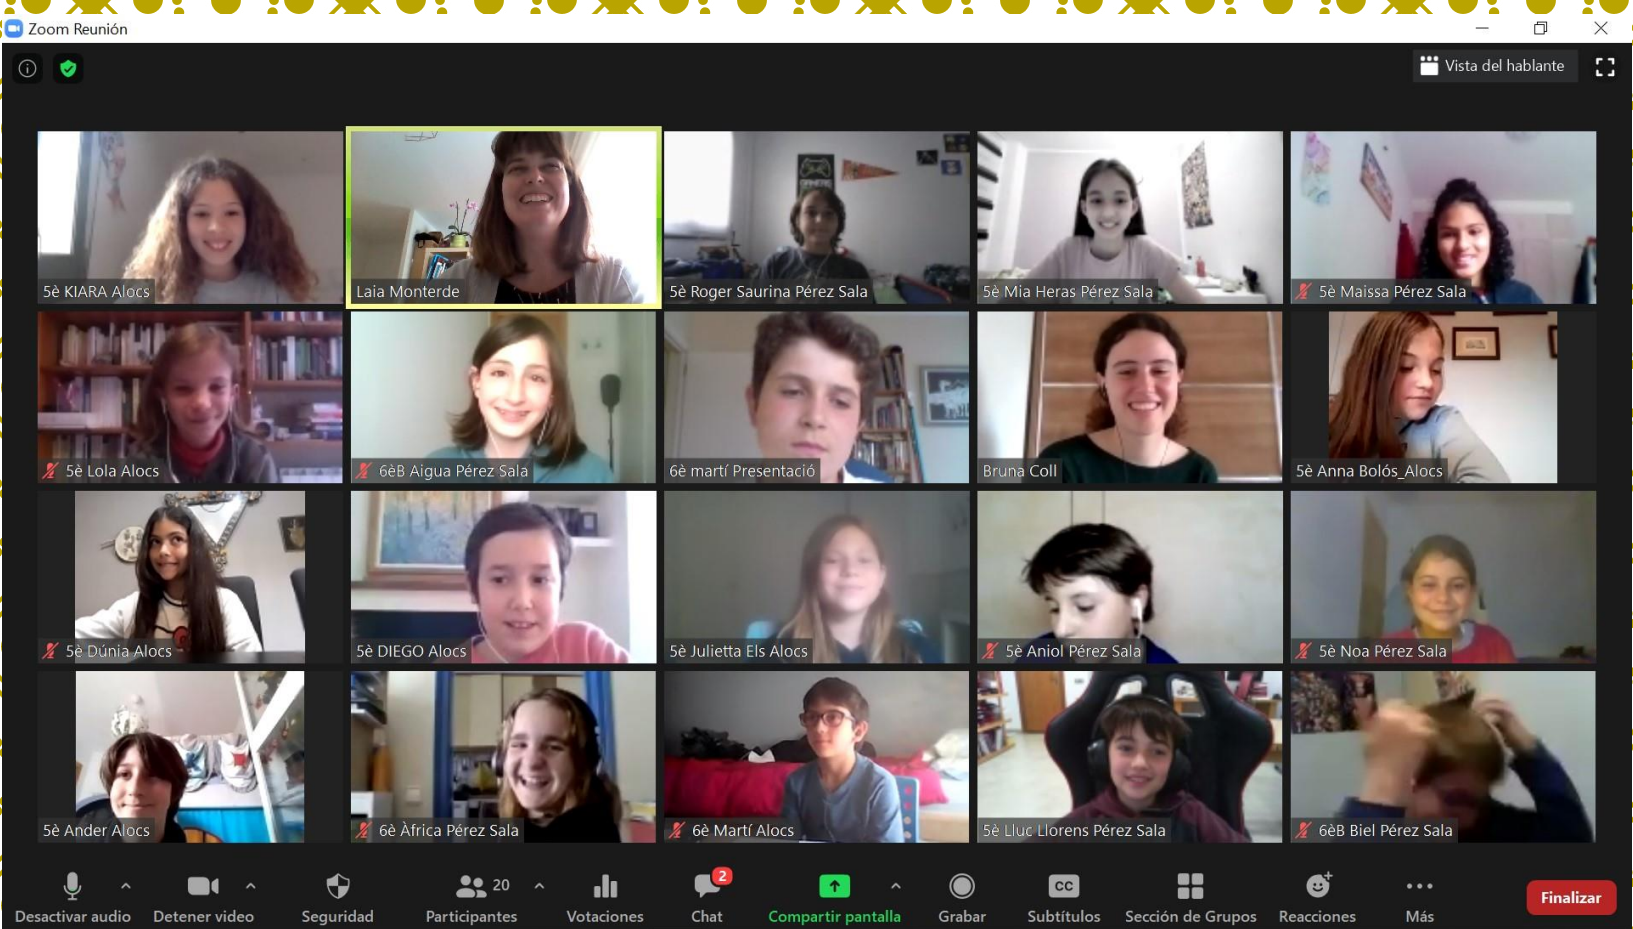 Zoom Reunión
Vista del hablante
5è KIARA Alocs
Laia Monterde
5è Roger Saurina Pérez Sala
5è Mia Heras Pérez Sala
5è Maissa Pérez Sala
5è Lola Alocs
6èB Aigua Pérez Sala
6è martí Presentació
Bruna Coll
5è Anna Bolós_Alocs
5è Dúnia Alocs
5è DIEGO Alocs
5è Julietta Els Alocs
5è Aniol Pérez Sala
5è Noa Pérez Sala
5è Ander Alocs
6è Àfrica Pérez Sala
6è Martí Alocs
5è Lluc Llorens Pérez Sala
6èB Biel Pérez Sala
20
2
CC
Desactivar audio
Detener video
Seguridad
Participantes
Votaciones
Chat
Compartir pantalla
Grabar
Subtítulos
Sección de Grupos
Reacciones
Más
Finalizar